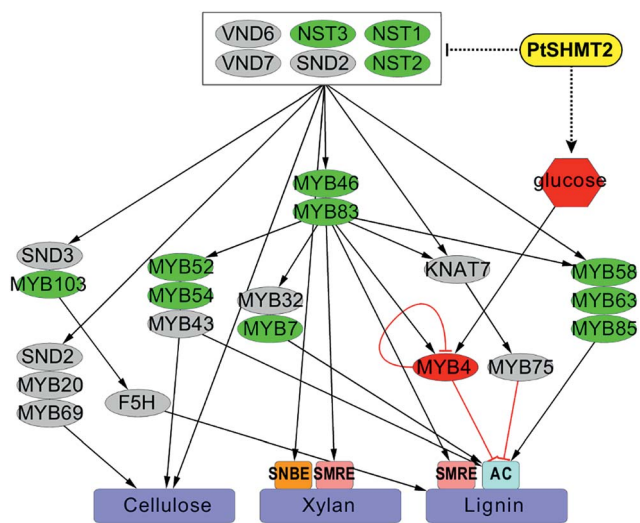 VND6 NST3 NST1
VND7 SND2 NST2
PtSHMT2
glucose
MYB46
MYB83
SND3
MYB103
MYB52
MYB54
MYB43
MYB32
MYB7
KNAT7
MYB58
MYB63
MYB85
SND2
MYB20
MYB69
F5H
MYB4
MYB75
SNBE SMRE
SMRE AC
Cellulose
Xylan
Lignin